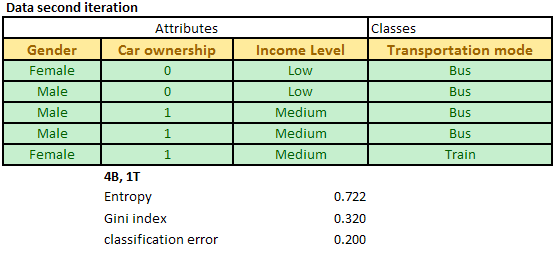 Data second iteration
Attributes Classes
Gender Car ownership Income Level Transportation mode
Female 0 Low Bus
Male 0 Low Bus
Male 1 Medium Bus
Male 1 Medium Bus
Female 1 Medium Train
4B, 1T
Entropy 0.722
Gini index 0.320
classification error 0.200